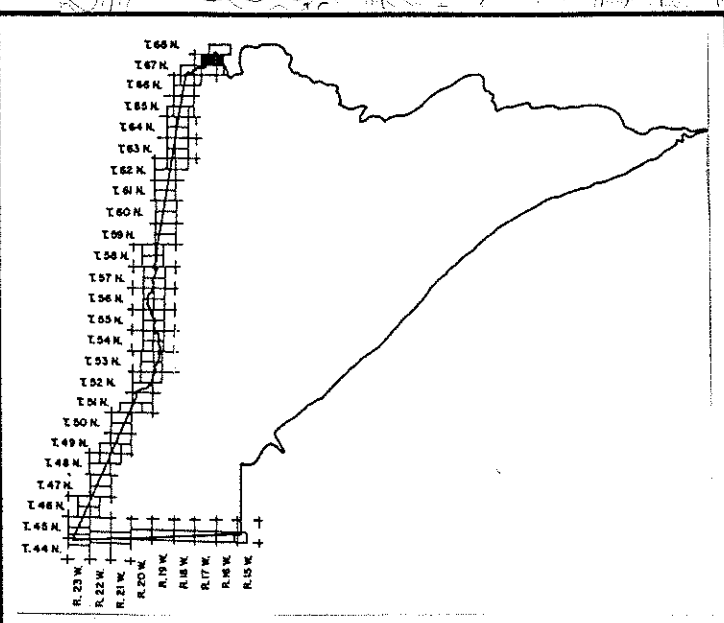 T. 68 N.
T. 67 N.
T. 66 N.
T. 65 N.
T. 64 N.
T. 63 N.
T. 62 N.
T. 61 N.
T. 60 N.
T. 59 N.
T. 58 N.
T. 57 N.
T. 56 N.
T. 55 N.
T. 54 N.
T. 53 N.
T. 52 N.
T. 51 N.
T. 50 N.
T. 49 N.
T. 48 N.
T. 47 N.
T. 46 N.
T. 45 N.
T. 44 N.
R. 23 W.
R. 22 W.
R. 21 W.
R. 20 W.
R. 19 W.
R. 18 W.
R. 17 W.
R. 16 W.
R. 15 W.